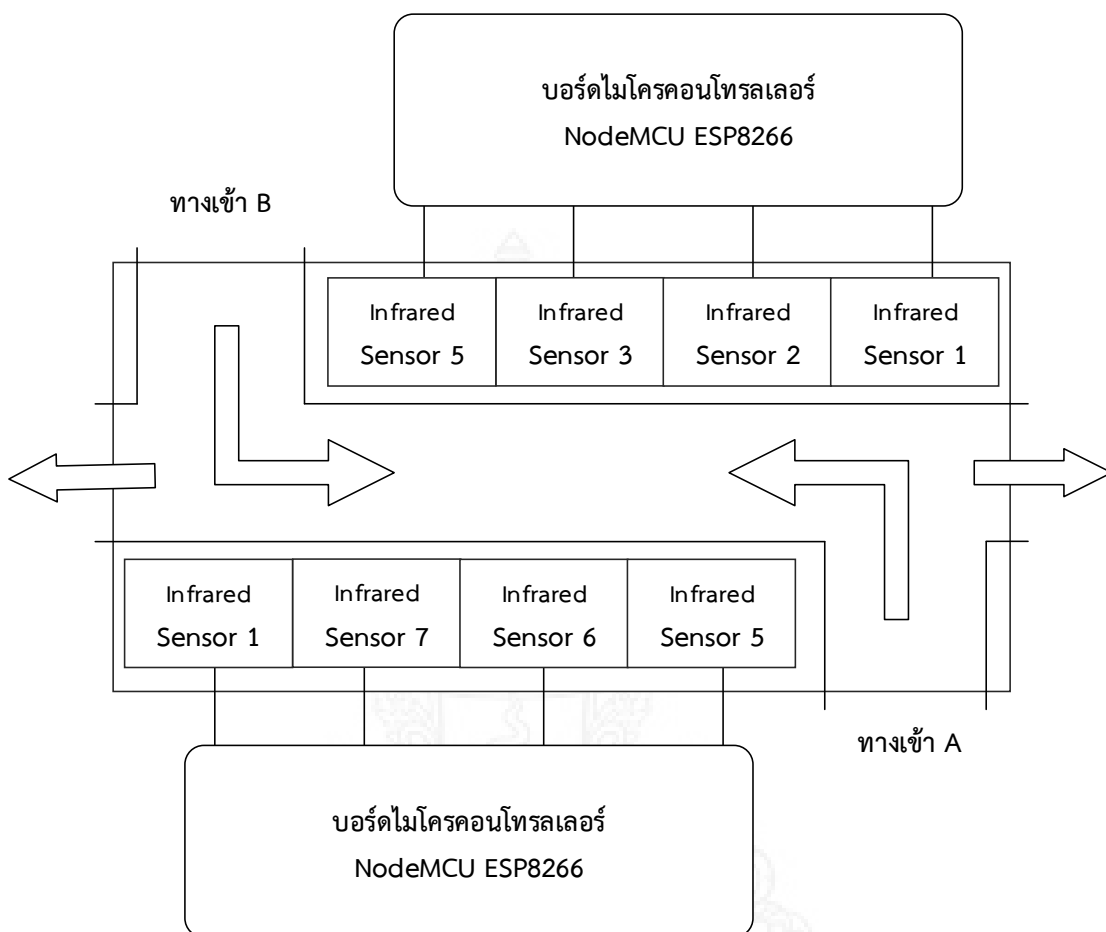 บอร์ดไมโครคอนโทรลเลอร์
NodeMCU ESP8266
ทางเข้า B
Infrared
Sensor 5
Infrared
Sensor 3
Infrared
Sensor 2
Infrared
Sensor 1
Infrared
Sensor 1
Infrared
Sensor 7
Infrared
Sensor 6
Infrared
Sensor 5
ทางเข้า A
บอร์ดไมโครคอนโทรลเลอร์
NodeMCU ESP8266